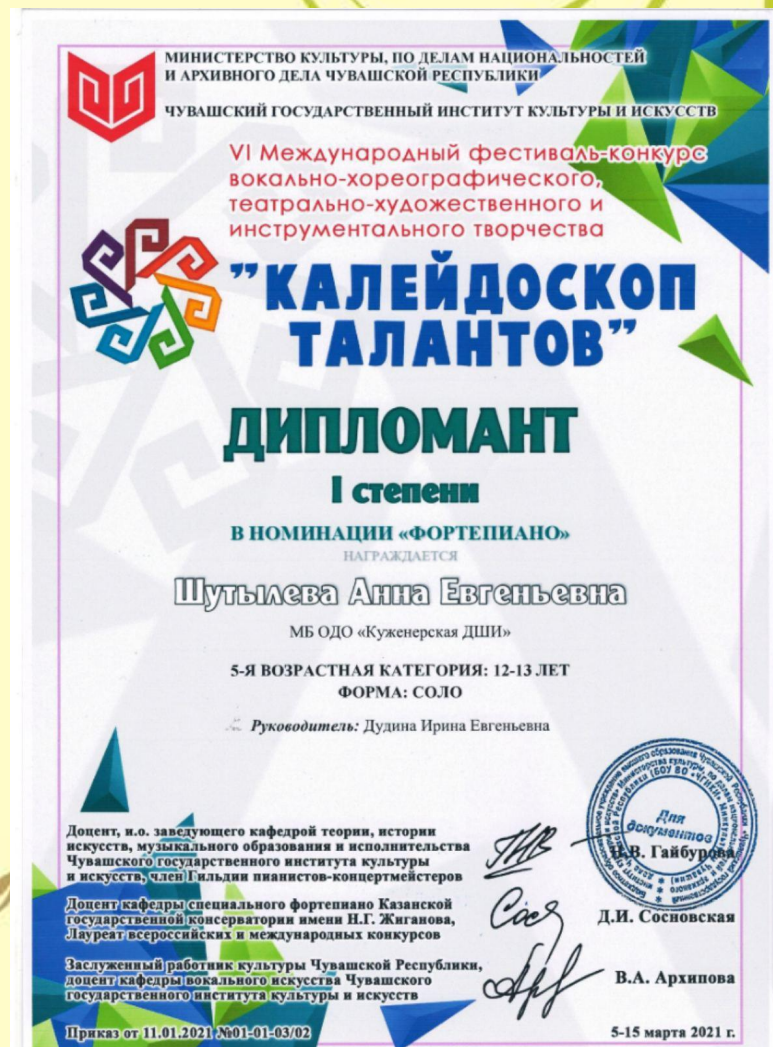 МИНИСТЕРСТВО КУЛЬТУРЫ, ПО ДЕЛАМ НАЦИОНАЛЬНОСТЕЙ
И АРХИВНОГО ДЕЛА ЧУВАШСКОЙ РЕСПУБЛИКИ
ЧУВАШСКИЙ ГОСУДАРСТВЕННЫЙ ИНСТИТУТ КУЛЬТУРЫ И ИСКУССТВ
VI Международный фестиваль-конкурс
вокально-хореографического,
театрально-художественного и
инструментального творчества
"КАЛЕЙДОСКОП
ТАЛАНТОВ"
ДИПЛОМАНТ
I степени
В НОМИНАЦИИ «ФОРТЕПИАНО»
НАГРАЖДАЕТСЯ
Шутылева Анна Евгеньевна
МБ ОДО «Куженерская ДШИ»
5-Я ВОЗРАСТНАЯ КАТЕГОРИЯ: 12-13 ЛЕТ
ФОРМА: СОЛО
Руководитель: Дудина Ирина Евгеньевна
Доцент, и.о. заведующего кафедрой теории, истории
искусств, музыкального образования и исполнительства
Чувашского государственного института культуры
и искусств, член Гильдии пианистов-концертмейстеров
Для
документов
Гайбурова
Доцент кафедры специального фортепиано Казанской
государственной консерватории имени Н.Г. Жиганова,
Лауреат всероссийских и международных конкурсов
Д.И. Сосновская
Заслуженный работник культуры Чувашской Республики,
доцент кафедры вокального искусства Чувашского
государственного института культуры и искусств
В.А. Архипова
Приказ от 11.01.2021 №01-01-03/02
5-15 марта 2021 г.